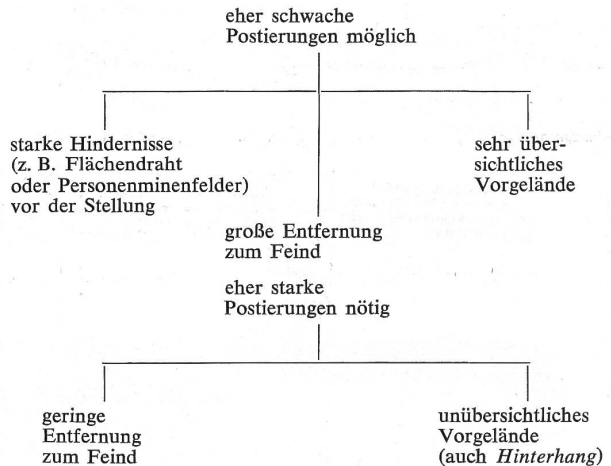 eher schwache
Postierungen möglich
starke Hindernisse
(z. B. Flächendraht
oder Personenminenfelder)
vor der Stellung
sehr über-
sichtliches
Vorgelände
große Entfernung
zum Feind
eher starke
Postierungen nötig
geringe
Entfernung
zum Feind
unübersichtliches
Vorgelände
(auch Hinterhang)